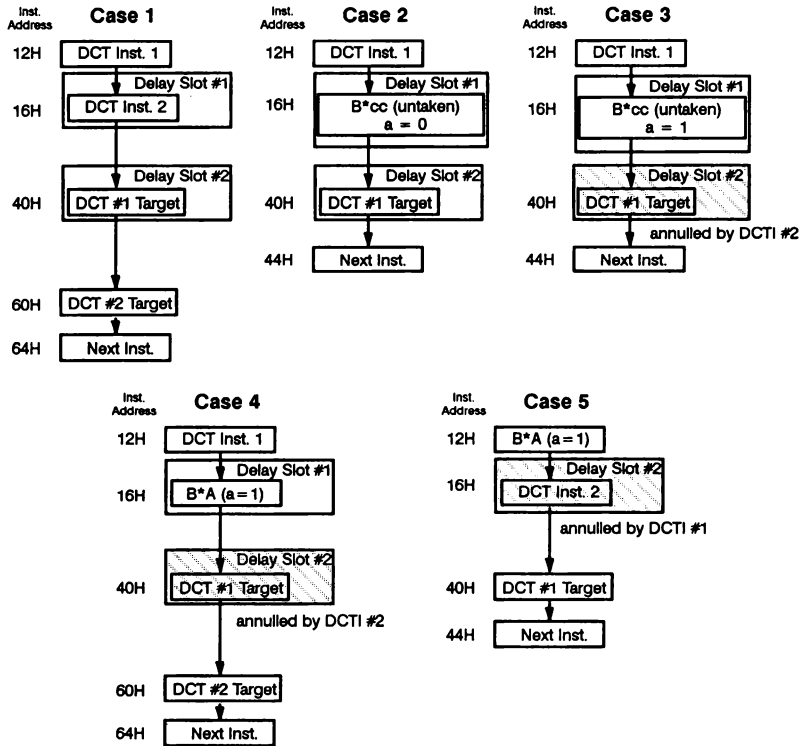 Inst. Address
Case 1
12H
DCT Inst. 1
Delay Slot #1
16H
DCT Inst. 2
Delay Slot #2
40H
DCT #1 Target
60H
DCT #2 Target
64H
Next Inst.
Inst. Address
Case 2
12H
DCT Inst. 1
Delay Slot #1
16H
B*cc (untaken)
a = 0
Delay Slot #2
40H
DCT #1 Target
44H
Next Inst.
Inst. Address
Case 3
12H
DCT Inst. 1
Delay Slot #1
16H
B*cc (untaken)
a = 1
Delay Slot #2
40H
DCT #1 Target
annulled by DCTI #2
44H
Next Inst.
Inst. Address
Case 4
12H
DCT Inst. 1
Delay Slot #1
16H
B*A (a=1)
Delay Slot #2
40H
DCT #1 Target
annulled by DCTI #2
60H
DCT #2 Target
64H
Next Inst.
Inst. Address
Case 5
12H
B*A (a=1)
Delay Slot #2
16H
DCT Inst. 2
annulled by DCTI #1
40H
DCT #1 Target
44H
Next Inst.